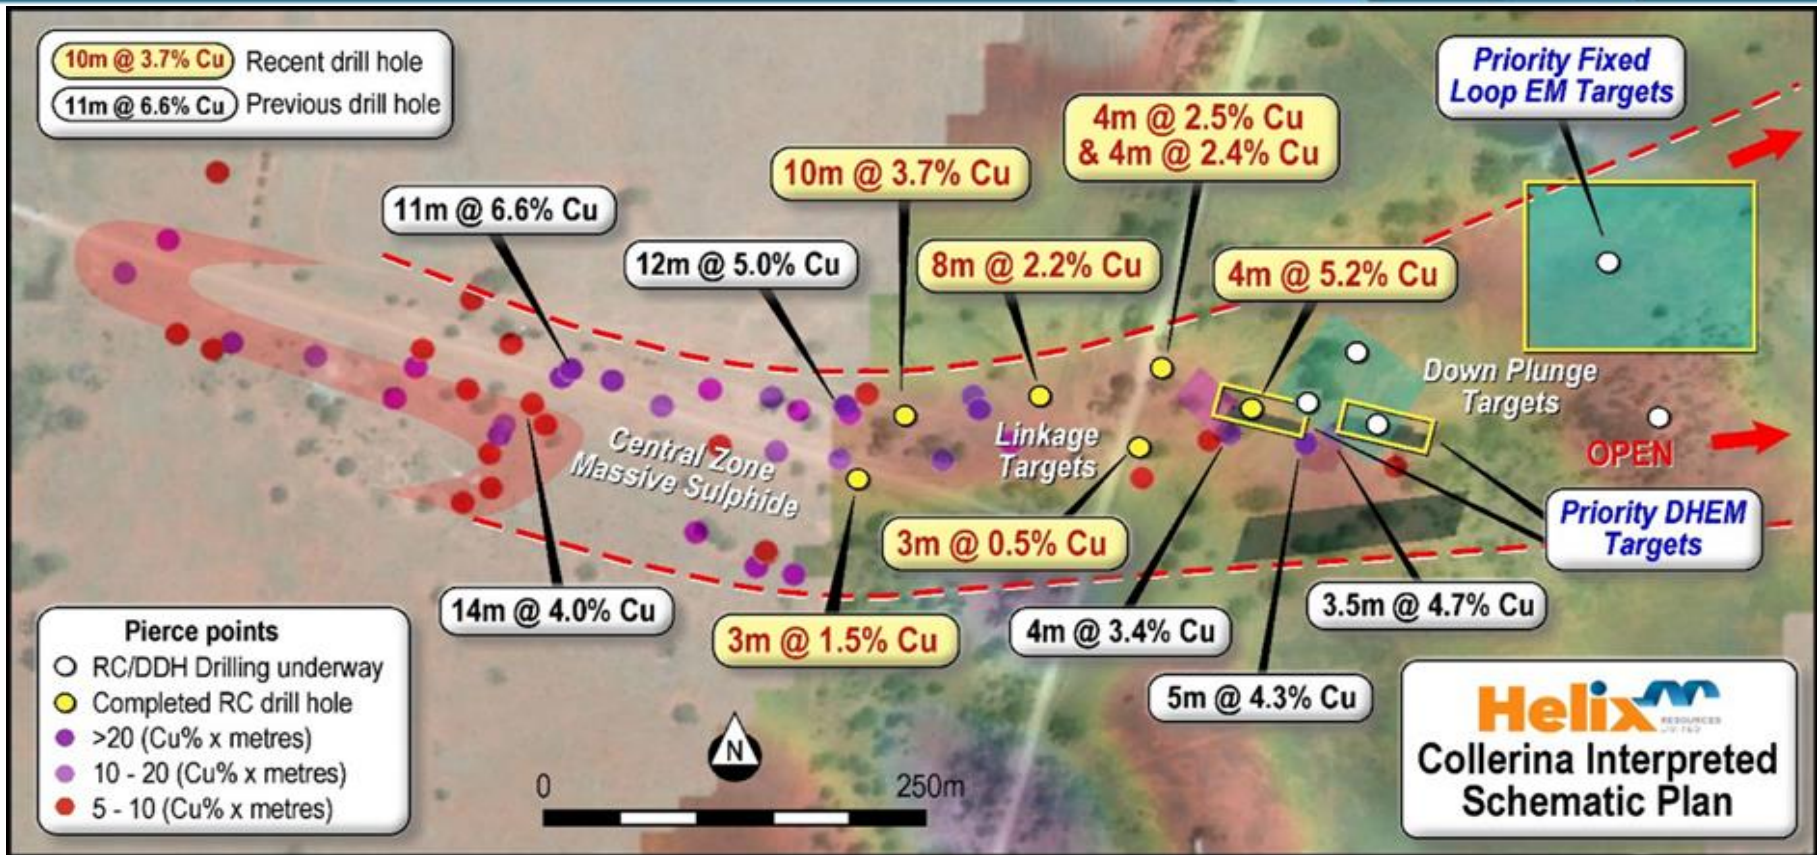 10m @ 3.7% Cu Recent drill hole
11m @ 6.6% Cu Previous drill hole
Priority Fixed
Loop EM Targets
4m @ 2.5% Cu
& 4m @ 2.4% Cu
10m @ 3.7% Cu
11m @ 6.6% Cu
12m @ 5.0% Cu
8m @ 2.2% Cu
4m @ 5.2% Cu
Down Plunge
Targets
Linkage
Targets
OPEN
Central Zone
Massive Sulphide
Priority DHEM
Targets
3m @ 0.5% Cu
14m @ 4.0% Cu
3m @ 1.5% Cu
4m @ 3.4% Cu
3.5m @ 4.7% Cu
5m @ 4.3% Cu
Pierce points
RC/DDH Drilling underway
Completed RC drill hole
>20 (Cu% x metres)
10 - 20 (Cu% x metres)
5 - 10 (Cu% x metres)
N
0 250m
Helix
RESOURCES
LIMITED
Collerina Interpreted
Schematic Plan